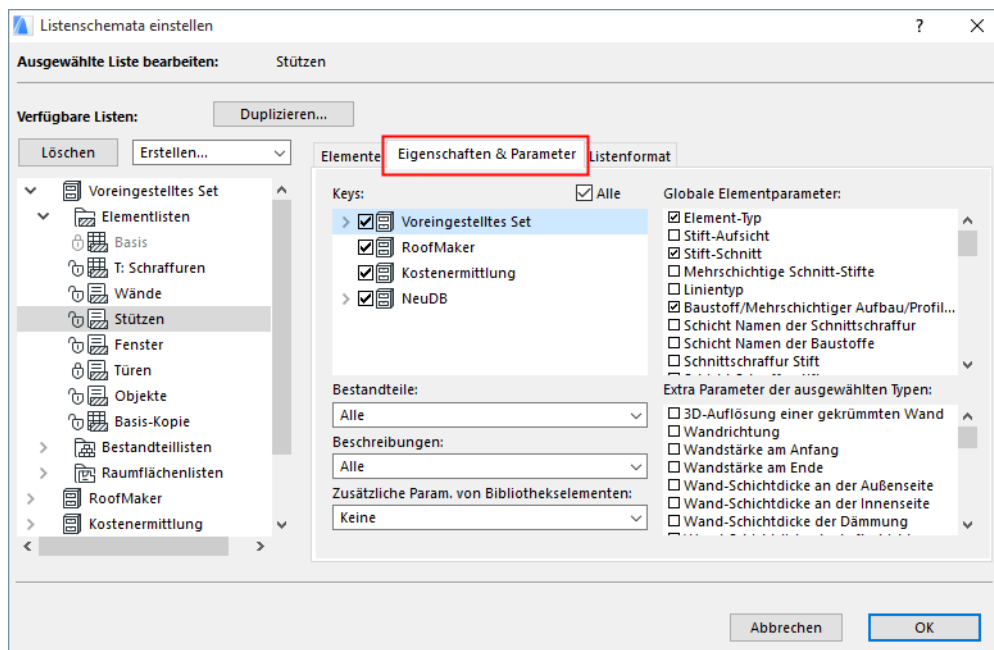 Listenschemata einstellen
?
Ausgewählte Liste bearbeiten: Stützen
Verfügbare Listen:
Duplizieren...
Löschen
Erstellen...
Voreingestelltes Set
Elementlisten
Basis
T: Schraffuren
Wände
Stützen
Fenster
Türen
Objekte
Basis-Kopie
Bestandteillisten
Raumflächenlisten
RoofMaker
Kostenermittlung
Elemente
Eigenschaften & Parameter
Listenformat
Keys:
Alle
Voreingestelltes Set
RoofMaker
Kostenermittlung
NeuDB
Bestandteile:
Alle
Beschreibungen:
Alle
Zusätzliche Param. von Bibliothekselementen:
Keine
Globale Elementparameter:
Element-Typ
Stift-Aufsicht
Stift-Schnitt
Mehrschichtige Schnitt-Stifte
Linientyp
Baustoff/Mehrschichtiger Aufbau/Profil...
Schicht Namen der Schnittschraffur
Schicht Namen der Baustoffe
Schnittschraffur Stift
Extra Parameter der ausgewählten Typen:
3D-Auflösung einer gekrümmten Wand
Wandrichtung
Wandstärke am Anfang
Wandstärke am Ende
Wand-Schichtdicke an der Außenseite
Wand-Schichtdicke an der Innenseite
Wand-Schichtdicke der Dämmung
Abbrechen
OK